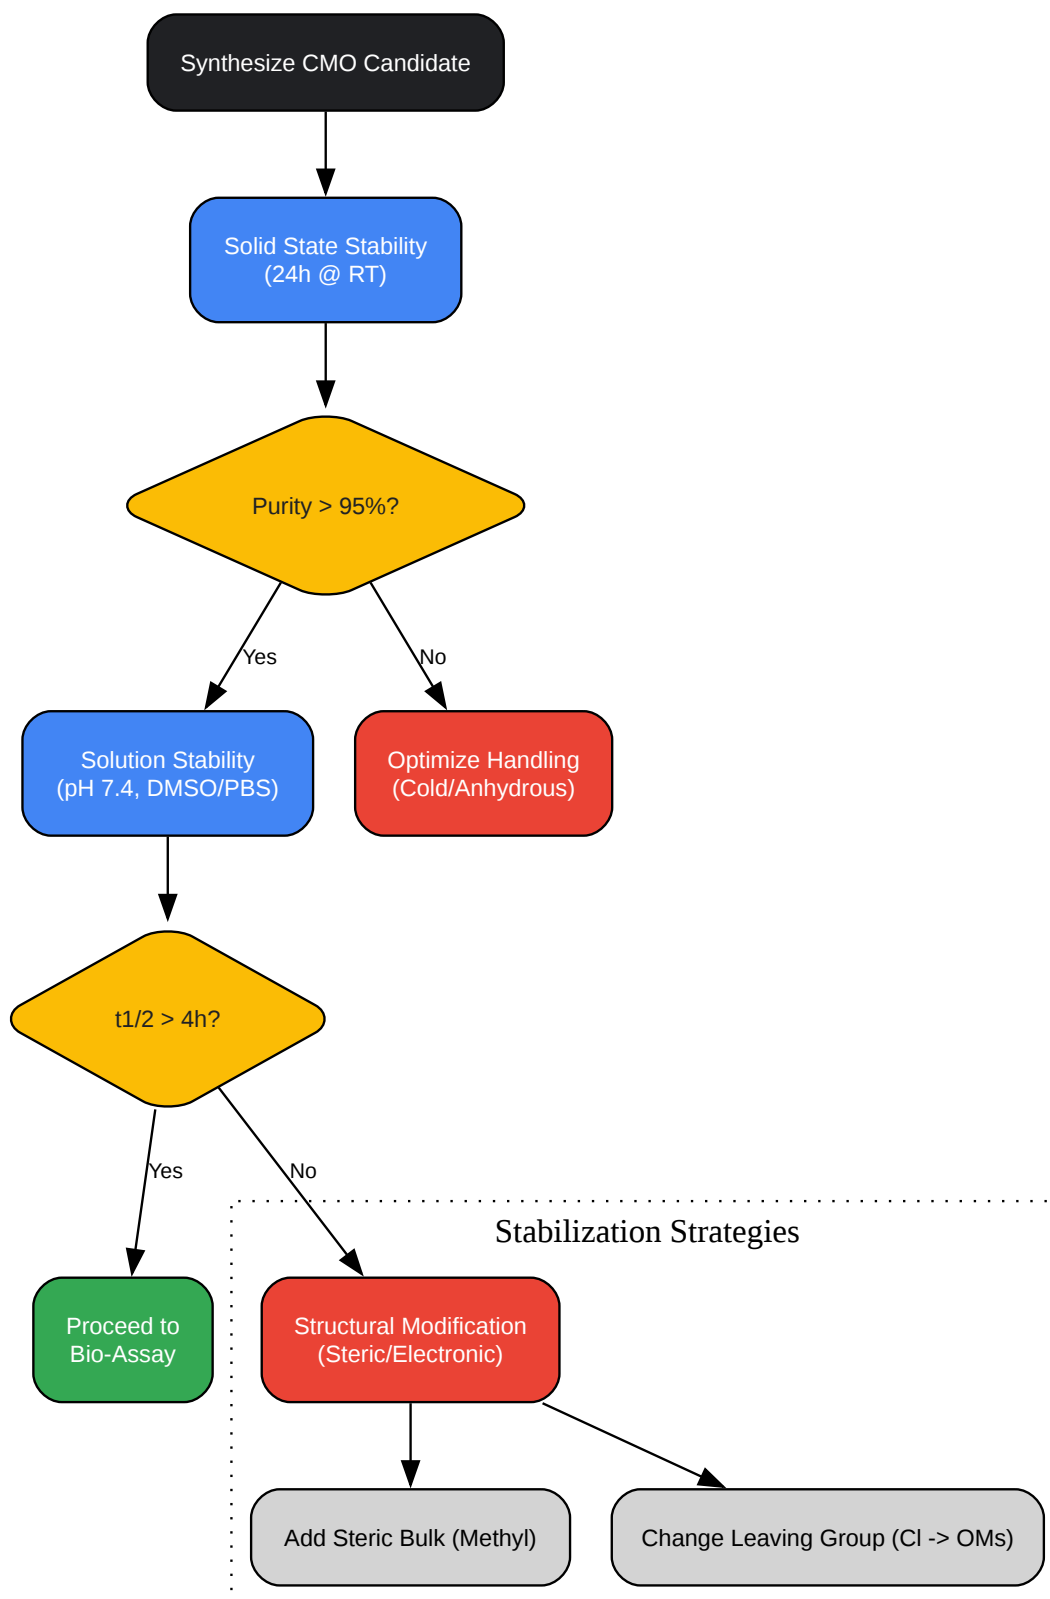 Synthesize CMO Candidate
Solid State Stability
(24h @ RT)
Purity > 95%?
Yes
No
Solution Stability
(pH 7.4, DMSO/PBS)
Optimize Handling
(Cold/Anhydrous)
t1/2 > 4h?
Yes
No
Stabilization Strategies
Proceed to
Bio-Assay
Structural Modification
(Steric/Electronic)
Add Steric Bulk (Methyl)
Change Leaving Group (Cl -> OMs)